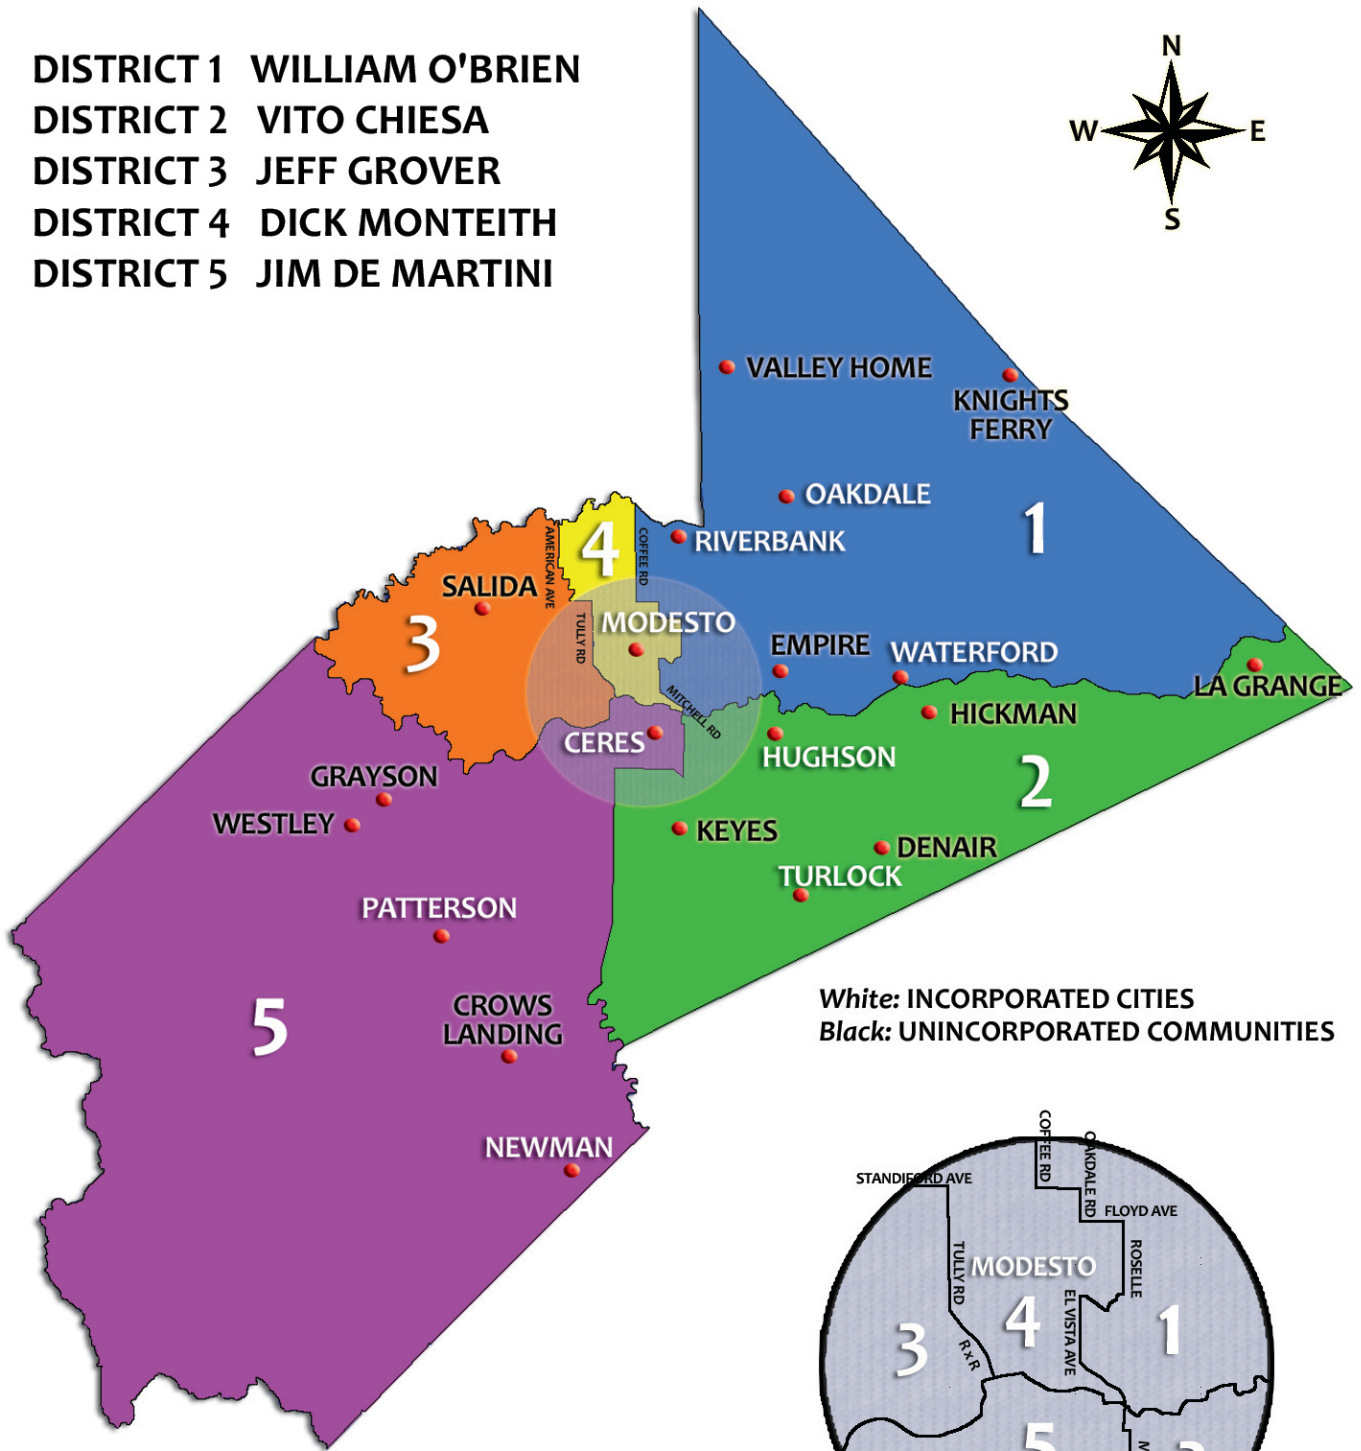 DISTRICT 1 WILLIAM O'BRIEN
DISTRICT 2 VITO CHIESA
DISTRICT 3 JEFF GROVER
DISTRICT 4 DICK MONTEITH
DISTRICT 5 JIM DE MARTINI
N
W E
S
VALLEY HOME
KNIGHTS
FERRY
OAKDALE
1
RIVERBANK
4
AMERICAN AVE
COFFEE RD
SALIDA
3
TULLY RD
MODESTO
EMPIRE
WATERFORD
LA GRANGE
MITCHELL RD
HICKMAN
CERES
HUGHSON
2
GRAYSON
WESTLEY
KEYES
DENAIR
TURLOCK
PATTERSON
5
CROWS
LANDING
NEWMAN
White: INCORPORATED CITIES
Black: UNINCORPORATED COMMUNITIES
COFFEE RD
OAKDALE RD
STANDIFORD AVE
FLOYD AVE
TULLY RD
MODESTO
ROSELLE
EL VISTA AVE
3
4
1
RxR
5